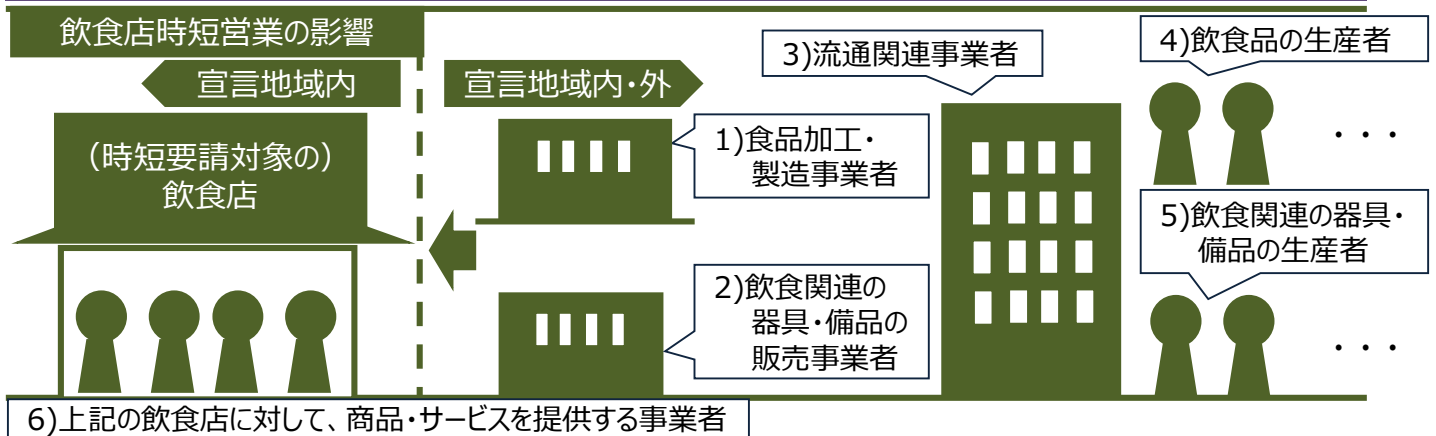 飲食店時短営業の影響
宣言地域内
宣言地域内・外
（時短要請対象の）
飲食店
1)食品加工・
製造事業者
2)飲食関連の
器具・備品の
販売事業者
3)流通関連事業者
4)飲食品の生産者
・・・
5)飲食関連の器具・
備品の生産者
・・・
6)上記の飲食店に対して、商品・サービスを提供する事業者